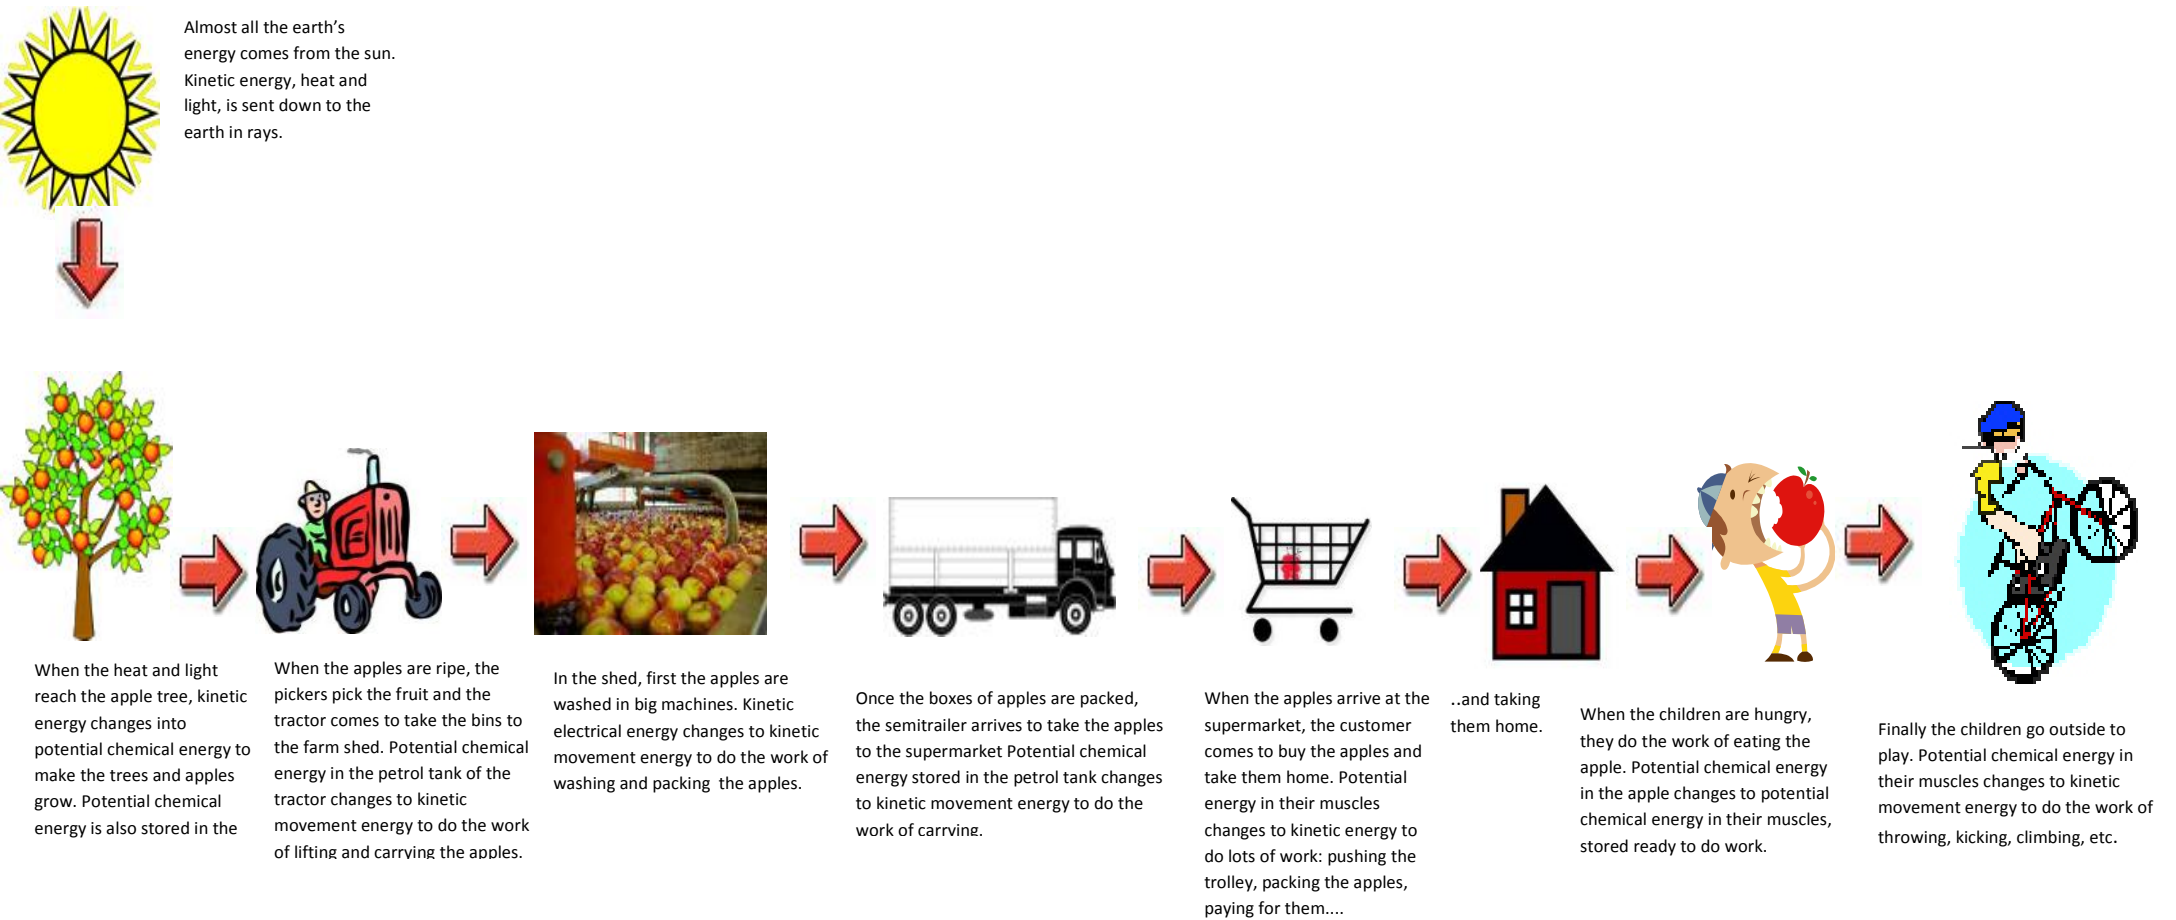 Almost all the earth’s
energy comes from the sun.
Kinetic energy, heat and
light, is sent down to the
earth in rays.
When the heat and light
reach the apple tree, kinetic
energy changes into
potential chemical energy to
make the trees and apples
grow. Potential chemical
energy is also stored in the
When the apples are ripe, the
pickers pick the fruit and the
tractor comes to take the bins to
the farm shed. Potential chemical
energy in the petrol tank of the
tractor changes to kinetic
movement energy to do the work
of lifting and carrying the apples.
In the shed, first the apples are
washed in big machines. Kinetic
electrical energy changes to kinetic
movement energy to do the work of
washing and packing the apples.
Once the boxes of apples are packed,
the semitrailer arrives to take the apples
to the supermarket Potential chemical
energy stored in the petrol tank changes
to kinetic movement energy to do the
work of carrying.
When the apples arrive at the
supermarket, the customer
comes to buy the apples and
take them home. Potential
energy in their muscles
changes to kinetic energy to
do lots of work: pushing the
trolley, packing the apples,
paying for them....
..and taking
them home.
When the children are hungry,
they do the work of eating the
apple. Potential chemical energy
in the apple changes to potential
chemical energy in their muscles,
stored ready to do work.
Finally the children go outside to
play. Potential chemical energy in
their muscles changes to kinetic
movement energy to do the work of
throwing, kicking, climbing, etc.